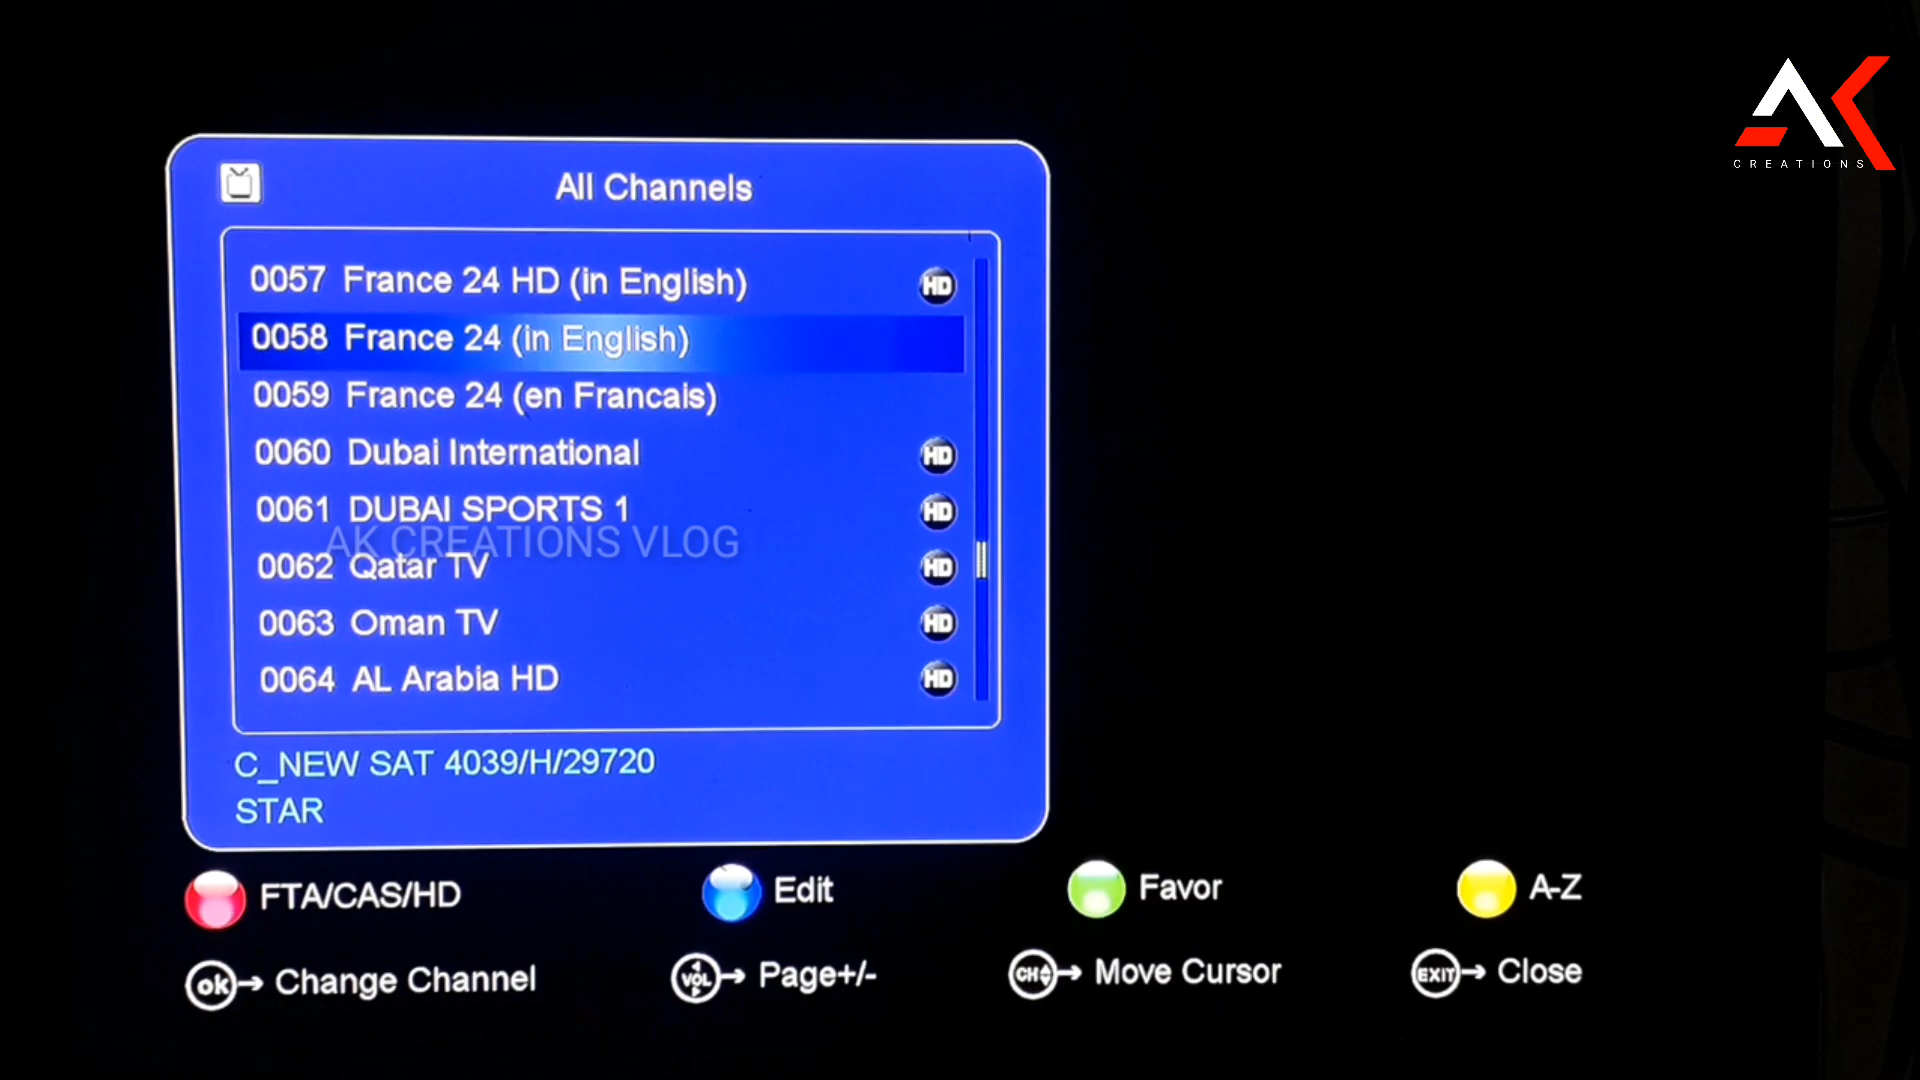 AK
CREATIONS
All Channels
0057 France 24 HD (in English) HD
0058 France 24 (in English)
0059 France 24 (en Francais)
0060 Dubai International HD
0061 DUBAI SPORTS 1 HD
AK CREATIONS VLOG
0062 Qatar TV HD
0063 Oman TV HD
0064 AL Arabia HD HD
C_NEW SAT 4039/H/29720
STAR
FTA/CAS/HD Edit Favor A-Z
ok Change Channel VOL Page+/- CH Move Cursor EXIT Close